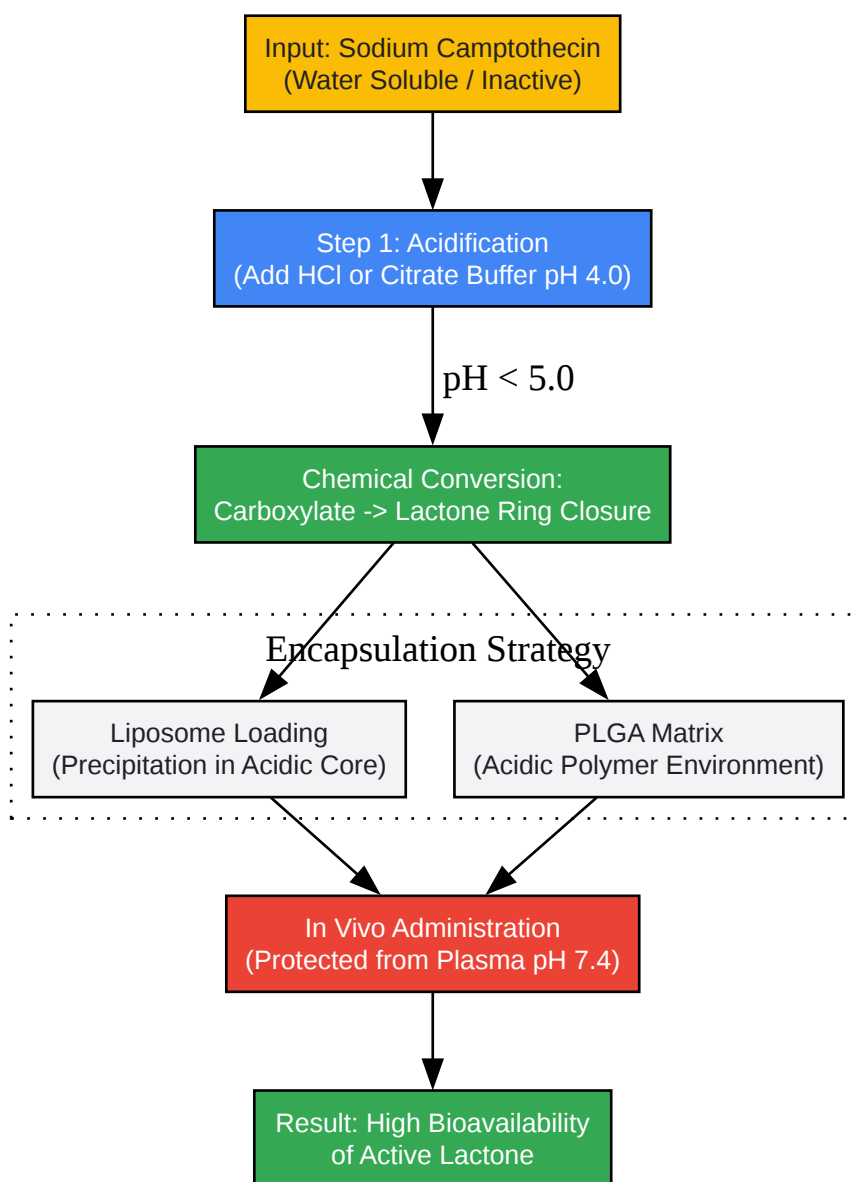 Input: Sodium Camptothecin
(Water Soluble / Inactive)
Step 1: Acidification
(Add HCl or Citrate Buffer pH 4.0)
pH < 5.0
Chemical Conversion:
Carboxylate -> Lactone Ring Closure
Encapsulation Strategy
Liposome Loading
(Precipitation in Acidic Core)
PLGA Matrix
(Acidic Polymer Environment)
In Vivo Administration
(Protected from Plasma pH 7.4)
Result: High Bioavailability
of Active Lactone